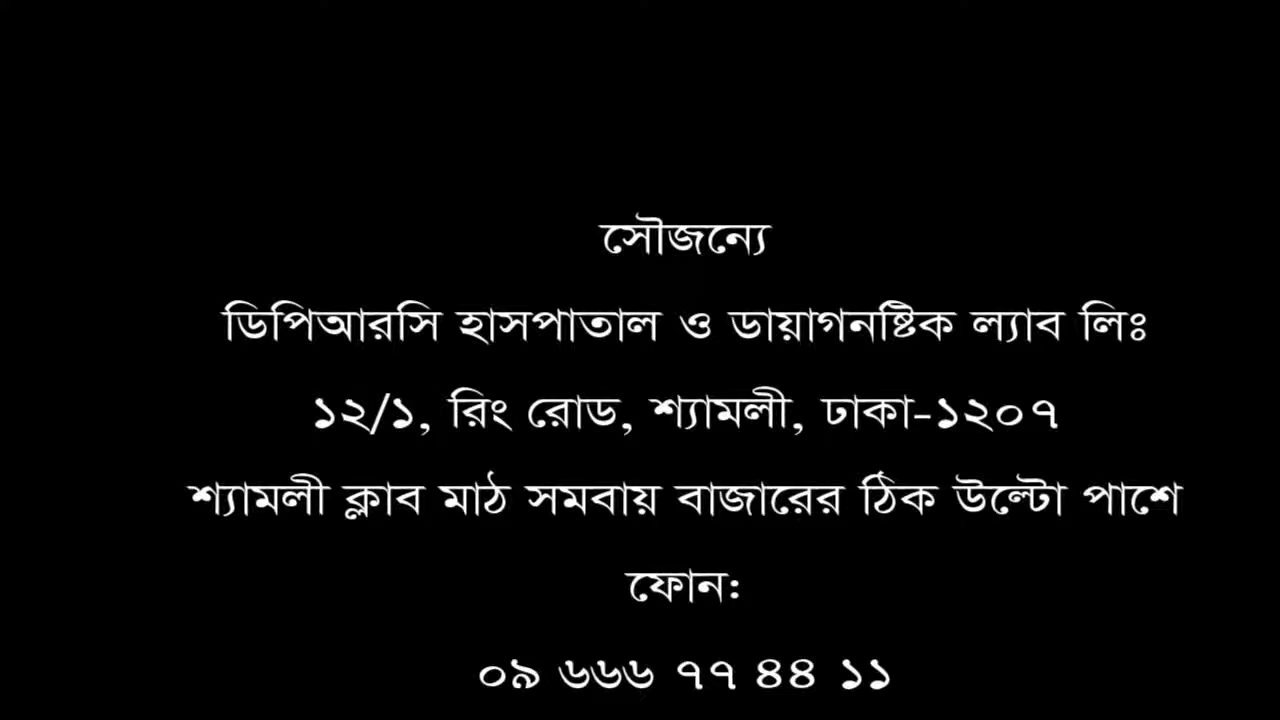 সৌজন্যে
ডিপিআরসি হাসপাতাল ও ডায়াগনষ্টিক ল্যাব লিঃ
১২/১, রিং রোড, শ্যামলী, ঢাকা-১২০৭
শ্যামলী ক্লাব মাঠ সমবায় বাজারের ঠিক উল্টো পাশে
ফোন:
০৯ ৬৬৬ ৭৭ ৪৪ ১১